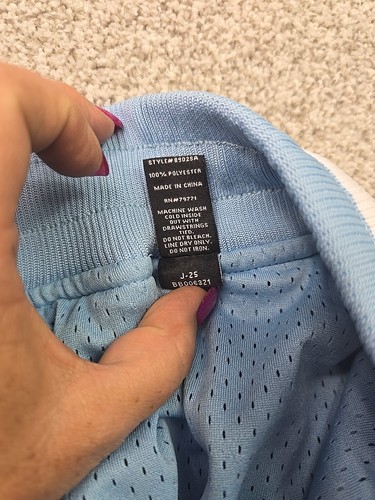 STYLE#89025A
100% POLYESTER
MADE IN CHINA
RN#79771
MACHINE WASH
COLD INSIDE
OUT WITH
DRAWSTRINGS
TIED.
DO NOT BLEACH.
LINE DRY ONLY.
DO NOT IRON.
J-25
BB006321